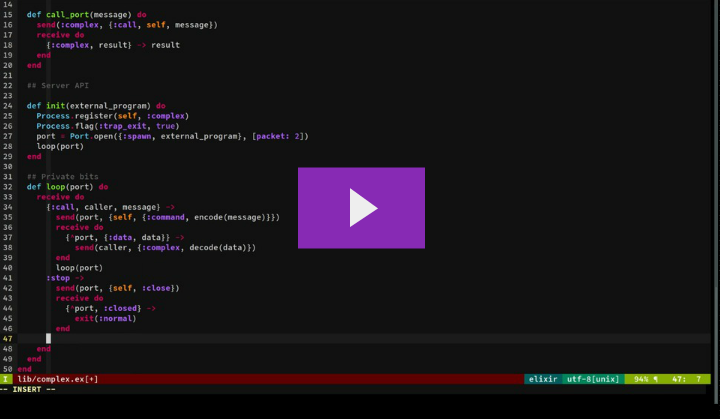 14
15 def call_port(message) do
16 send(:complex, {:call, self, message})
17 receive do
18 {:complex, result} -> result
19 end
20 end
21
22 ## Server API
23
24 def init(external_program) do
25 Process.register(self, :complex)
26 Process.flag(:trap_exit, true)
27 port = Port.open({:spawn, external_program}, [packet: 2])
28 loop(port)
29 end
30
31 ## Private bits
32 def loop(port) do
33 receive do
34 {:call, caller, message} ->
35 send(port, {self, {:command, encode(message)}})
36 receive do
37 {^port, {:data, data}} ->
38 send(caller, {:complex, decode(data)})
39 end
40 loop(port)
41 :stop ->
42 send(port, {self, :close})
43 receive do
44 {^port, :closed} ->
45 exit(:normal)
46 end
47
48 end
49 end
50 end
I lib/complex.ex[+] elixir utf-8[unix] 94% ¶ 47: 7
-- INSERT --